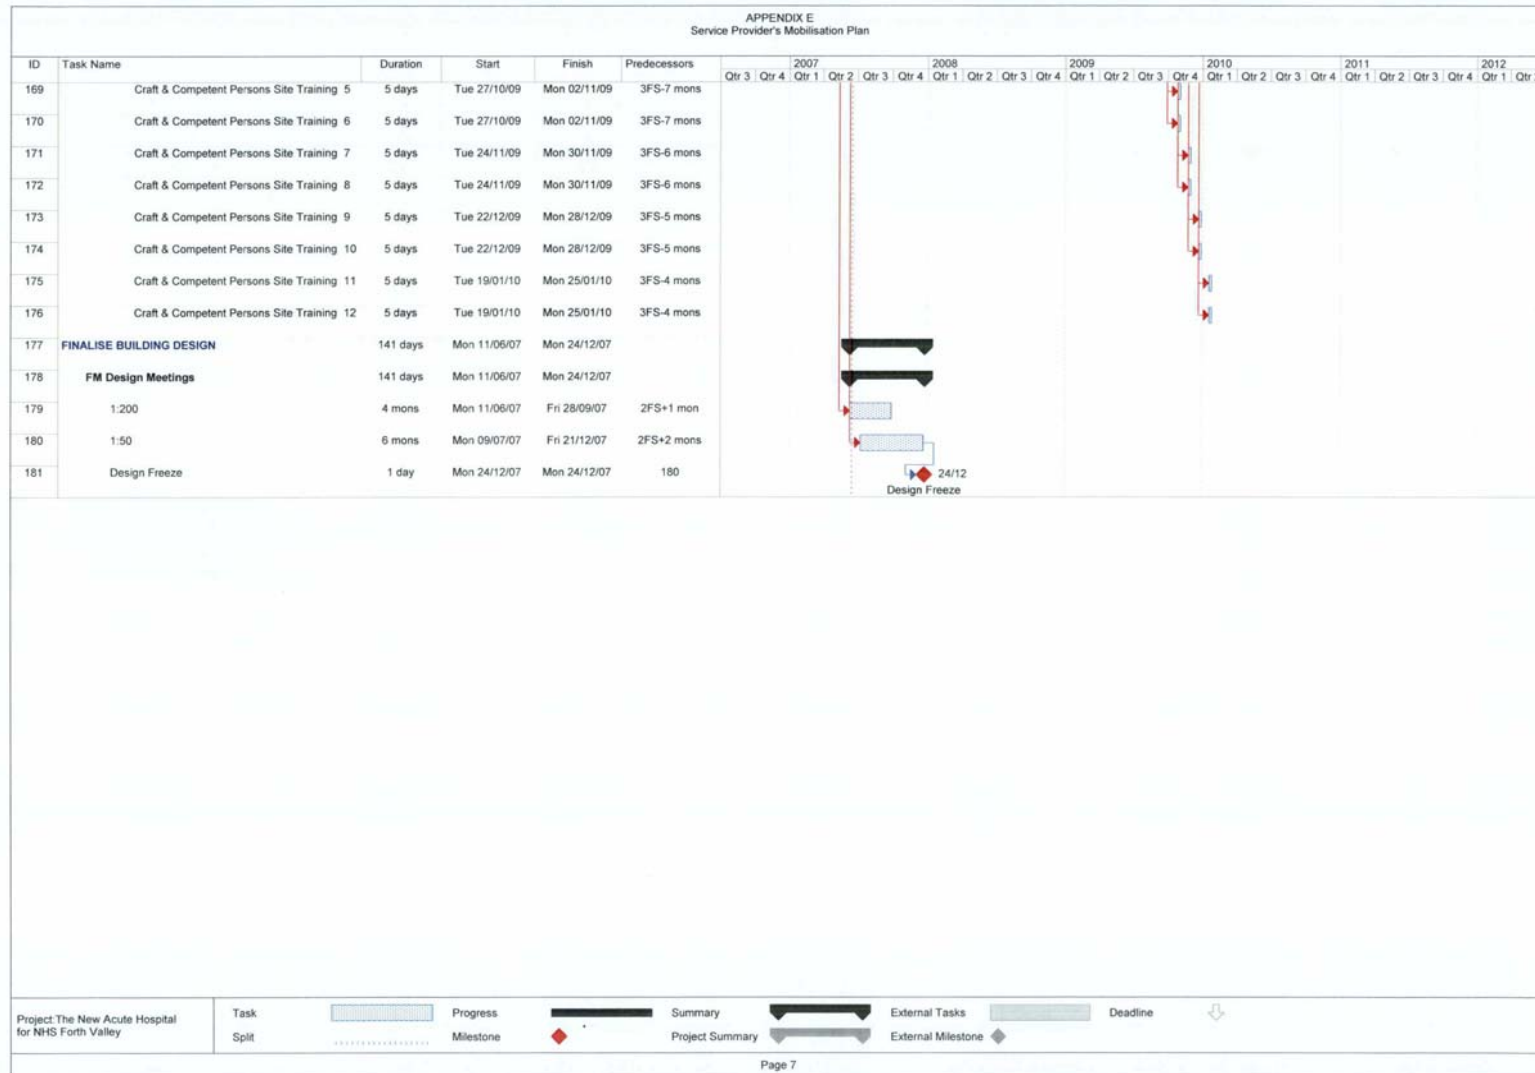 APPENDIX E
Service Provider's Mobilisation Plan
ID Task Name Duration Start Finish Predecessors 2007 2008 2009 2010 2011 2012
Qtr 3 Qtr 4 Qtr 1 Qtr 2 Qtr 3 Qtr 4 Qtr 1 Qtr 2 Qtr 3 Qtr 4 Qtr 1 Qtr 2 Qtr 3 Qtr 4 Qtr 1 Qtr 2 Qtr 3 Qtr 4 Qtr 1 Qtr 2 Qtr 3 Qtr 4 Qtr 1 Qtr
169 Craft & Competent Persons Site Training 5 5 days Tue 27/10/09 Mon 02/11/09 3FS-7 mons
170 Craft & Competent Persons Site Training 6 5 days Tue 27/10/09 Mon 02/11/09 3FS-7 mons
171 Craft & Competent Persons Site Training 7 5 days Tue 24/11/09 Mon 30/11/09 3FS-6 mons
172 Craft & Competent Persons Site Training 8 5 days Tue 24/11/09 Mon 30/11/09 3FS-6 mons
173 Craft & Competent Persons Site Training 9 5 days Tue 22/12/09 Mon 28/12/09 3FS-5 mons
174 Craft & Competent Persons Site Training 10 5 days Tue 22/12/09 Mon 28/12/09 3FS-5 mons
175 Craft & Competent Persons Site Training 11 5 days Tue 19/01/10 Mon 25/01/10 3FS-4 mons
176 Craft & Competent Persons Site Training 12 5 days Tue 19/01/10 Mon 25/01/10 3FS-4 mons
177 FINALISE BUILDING DESIGN 141 days Mon 11/06/07 Mon 24/12/07
178 FM Design Meetings 141 days Mon 11/06/07 Mon 24/12/07
179 1:200 4 mons Mon 11/06/07 Fri 28/09/07 2FS+1 mon
180 1:50 6 mons Mon 09/07/07 Fri 21/12/07 2FS+2 mons
181 Design Freeze 1 day Mon 24/12/07 Mon 24/12/07 180 24/12
Design Freeze
Project:The New Acute Hospital
for NHS Forth Valley
Task Progress Summary External Tasks Deadline
Split Milestone Project Summary External Milestone
Page 7